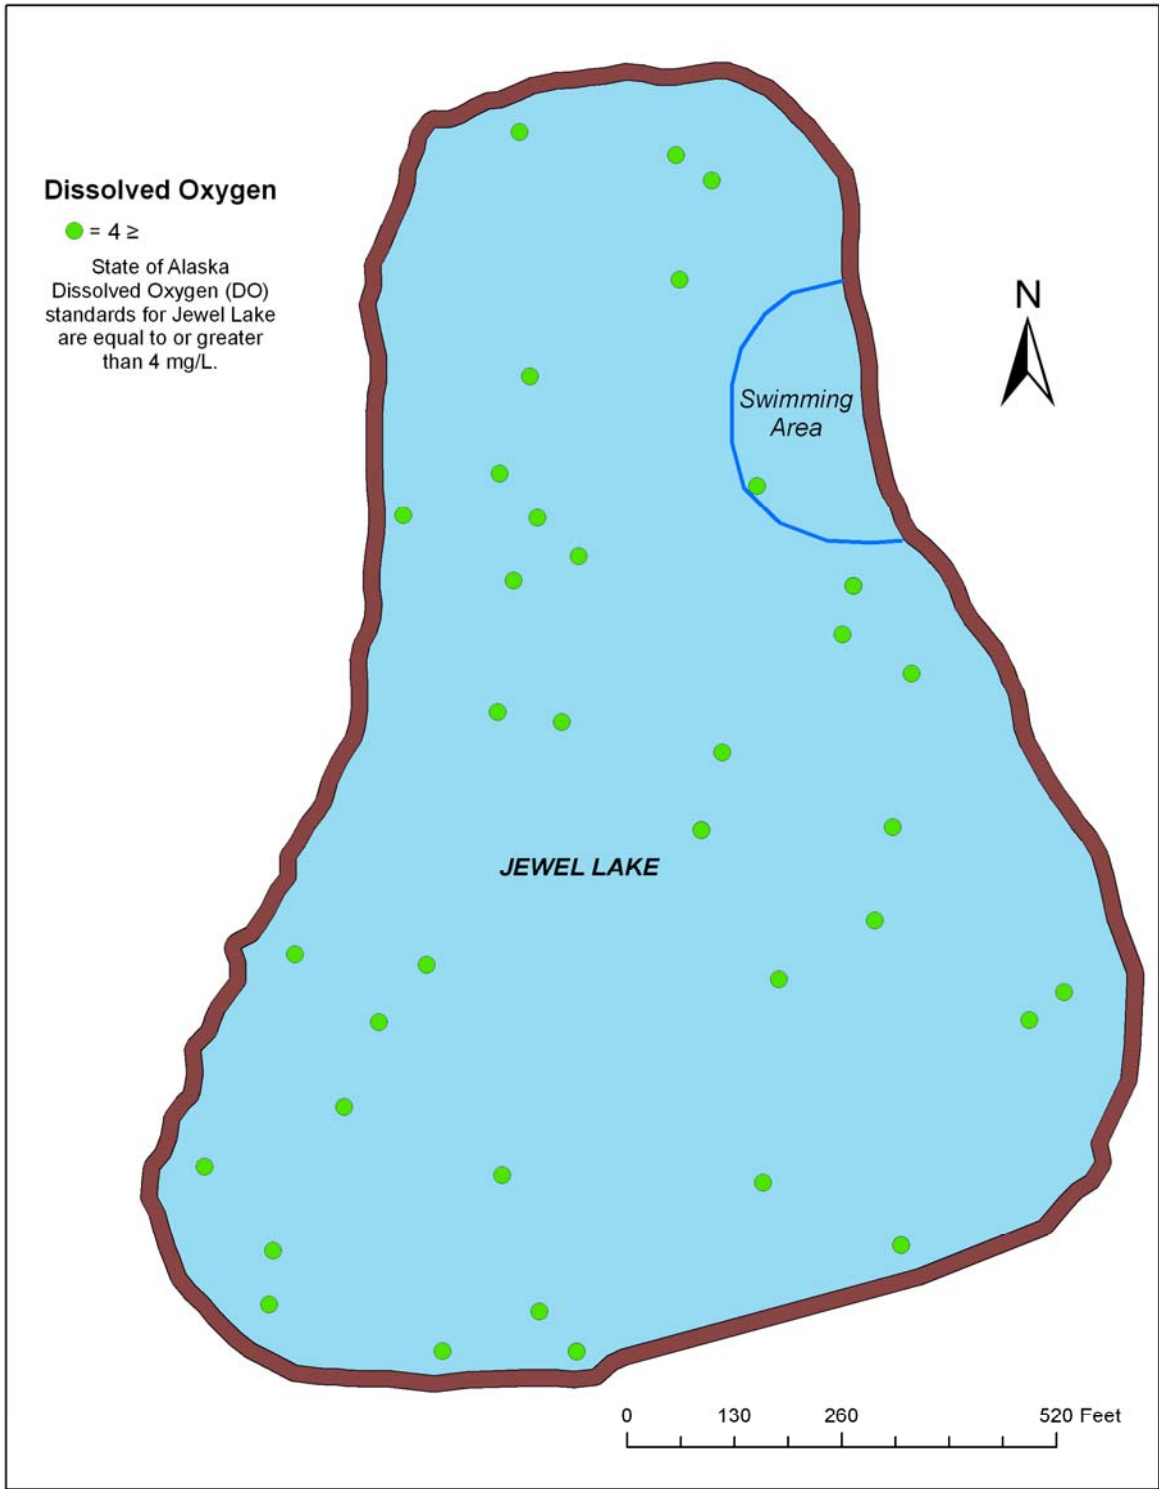 Dissolved Oxygen
= 4 ≥
State of Alaska
Dissolved Oxygen (DO)
standards for Jewel Lake
are equal to or greater
than 4 mg/L.
N
Swimming
Area
JEWEL LAKE
0 130 260 520 Feet